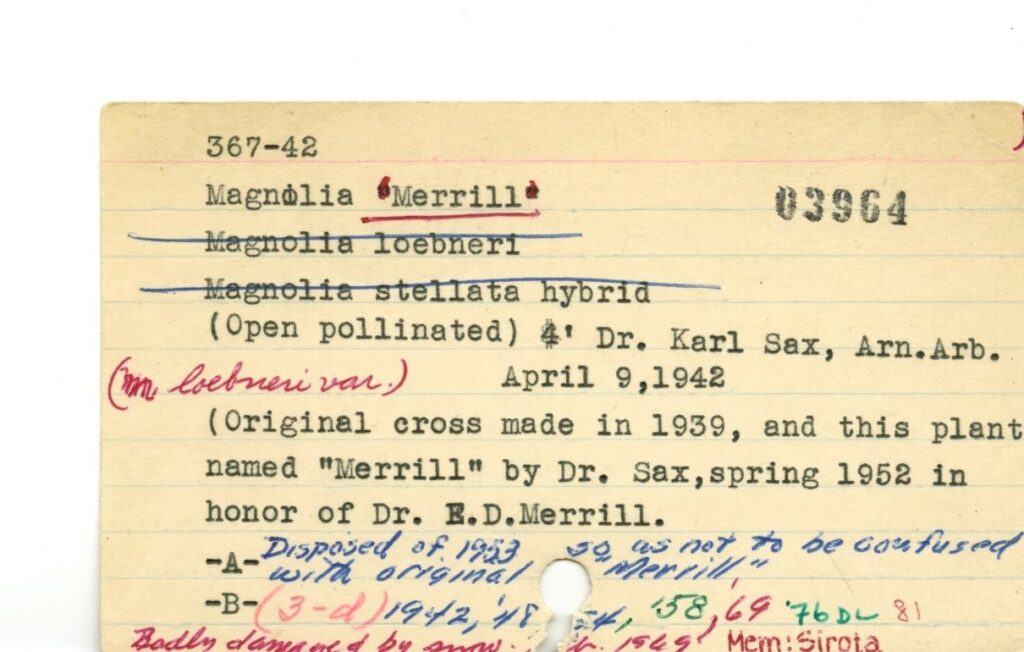 367-42
Magnolia "Merrill" 03964
Magnolia loebneri
Magnolia stellata hybrid
(Open pollinated) 4' Dr. Karl Sax, Arn.Arb.
(M. loebneri var.) April 9,1942
(Original cross made in 1939, and this plant
named "Merrill" by Dr. Sax,spring 1952 in
honor of Dr. E.D.Merrill.
-A- Disposed of 1953 so as not to be confused
with original "Merrill"
-B- (3-d) 1942, '48 54, '58, 69 '76 DL 81
Badly damaged by snow. 1969 Mem: Sirota